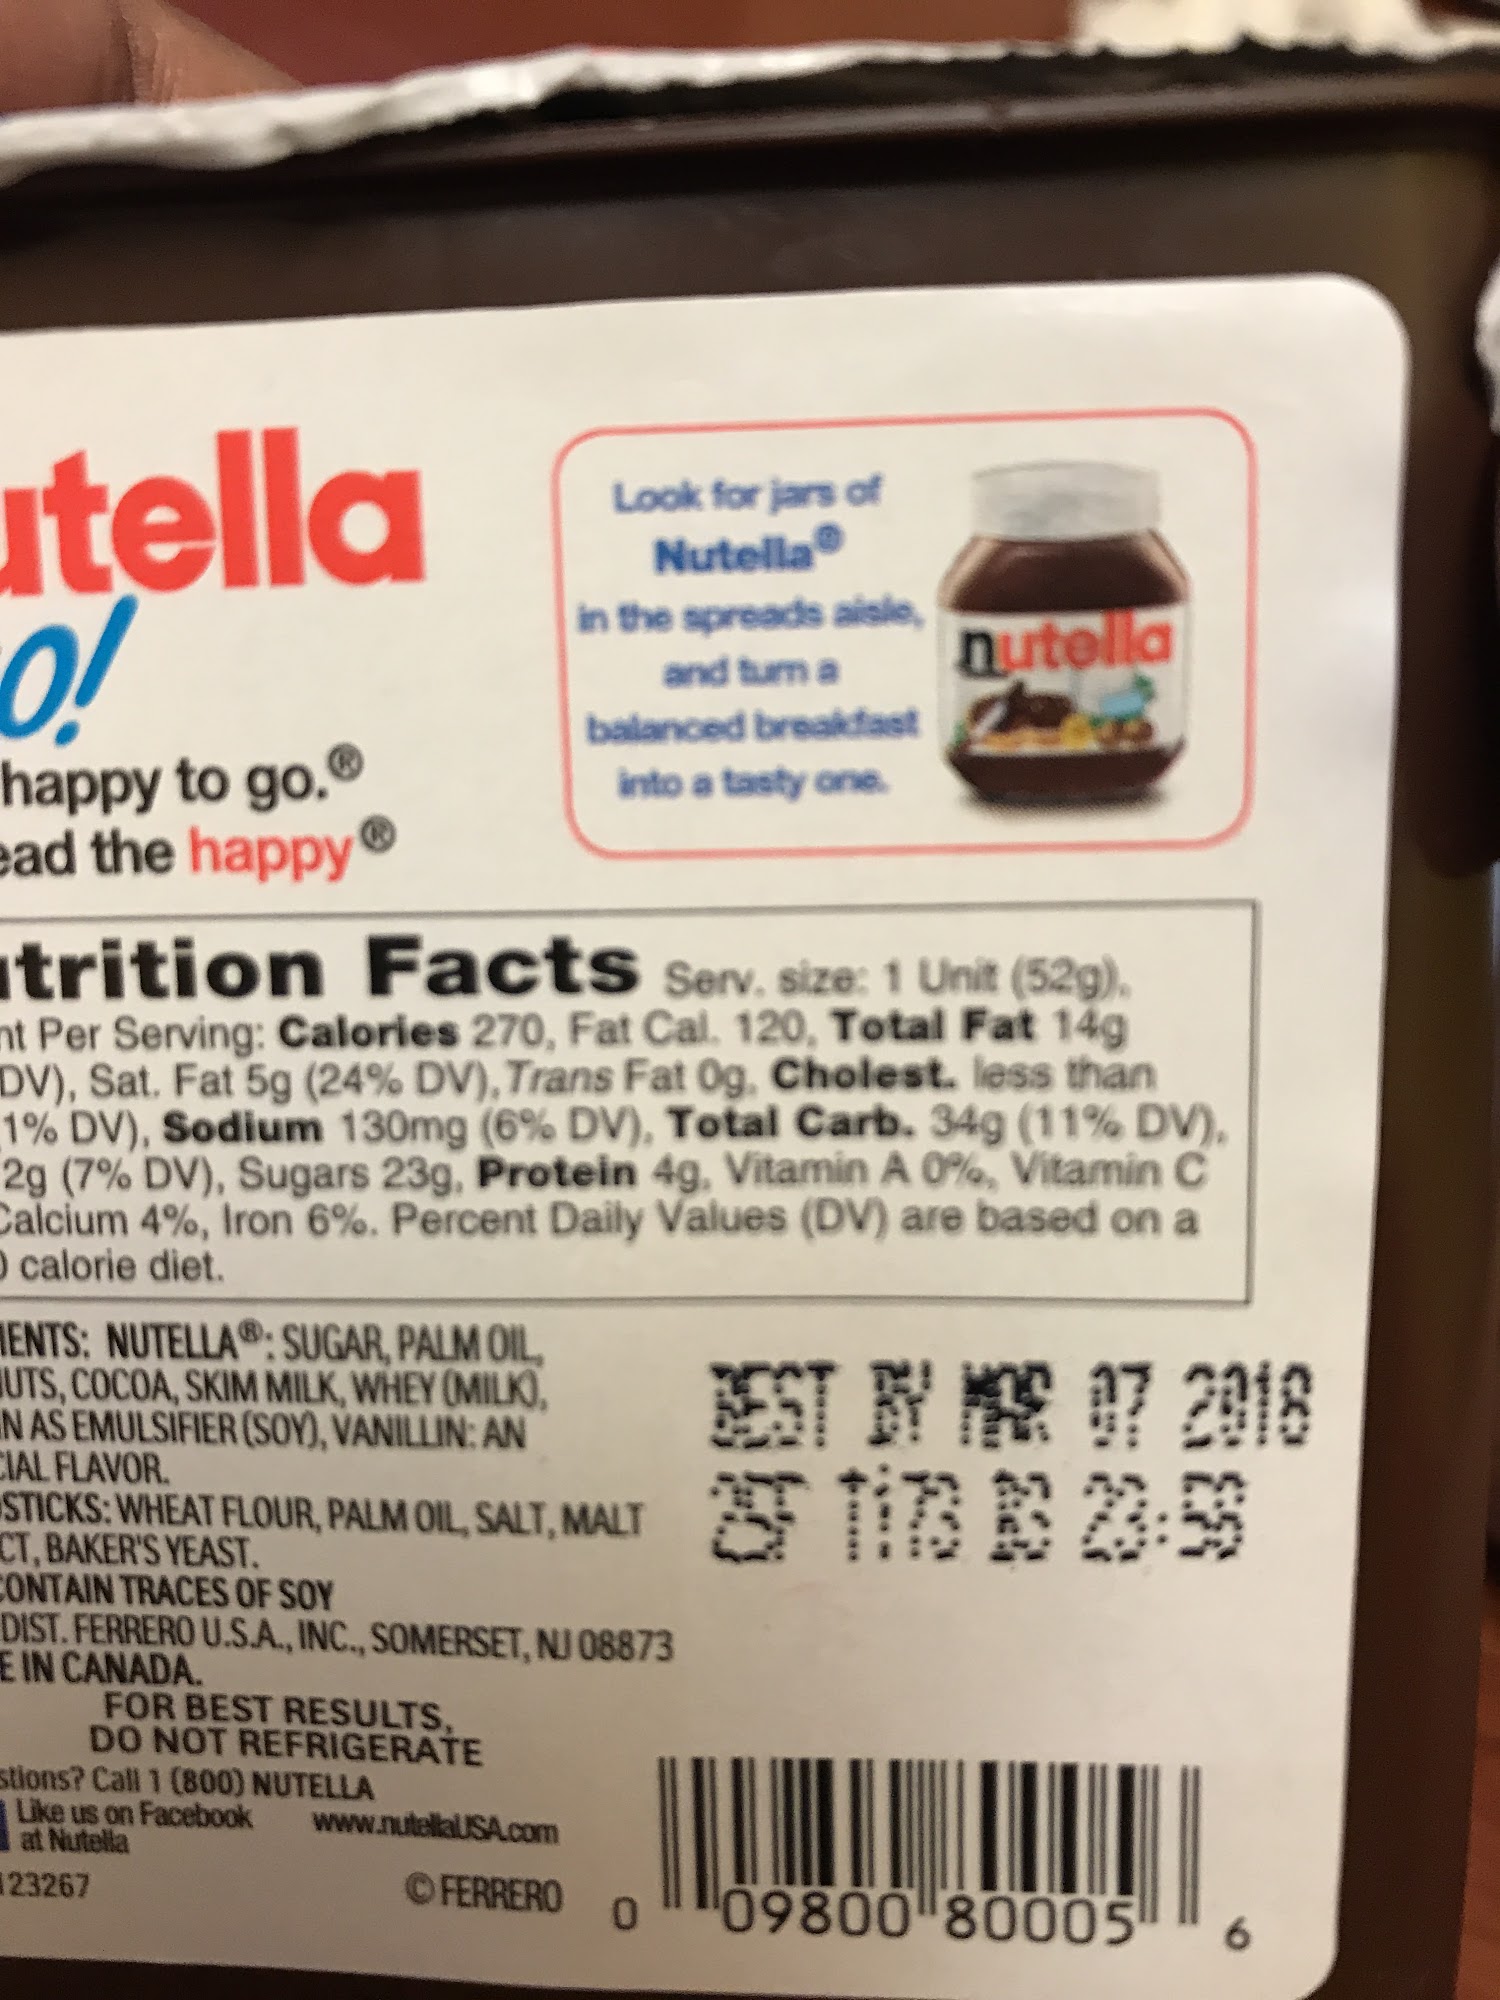 utella
O!
happy to go.®
ead the happy®
Look for jars of
Nutella®
in the spreads aisle,
and turn a
balanced breakfast
into a tasty one.
nutella
utrition Facts Serv. size: 1 Unit (52g),
nt Per Serving: Calories 270, Fat Cal. 120, Total Fat 14g
DV), Sat. Fat 5g (24% DV), Trans Fat 0g, Cholest. less than
1% DV), Sodium 130mg (6% DV), Total Carb. 34g (11% DV),
2g (7% DV), Sugars 23g, Protein 4g, Vitamin A 0%, Vitamin C
Calcium 4%, Iron 6%. Percent Daily Values (DV) are based on a
0 calorie diet.
IENTS: NUTELLA®: SUGAR, PALM OIL,
NUTS, COCOA, SKIM MILK, WHEY (MILK),
IN AS EMULSIFIER (SOY), VANILLIN: AN
CIAL FLAVOR.
STICKS: WHEAT FLOUR, PALM OIL, SALT, MALT
CT, BAKER'S YEAST.
CONTAIN TRACES OF SOY
DIST. FERRERO U.S.A., INC., SOMERSET, NJ 08873
E IN CANADA.
FOR BEST RESULTS,
DO NOT REFRIGERATE
stions? Call 1 (800) NUTELLA
Like us on Facebook
at Nutella
www.nutellaUSA.com
123267
© FERRERO
BEST BY 07 2018
0 09800 80005 6